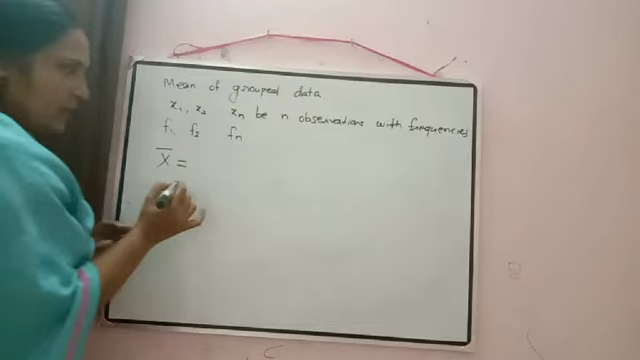 Mean of grouped data
x₁, x₂ xₙ be n observations with frequencies
f₁, f₂ fₙ
X̄ =